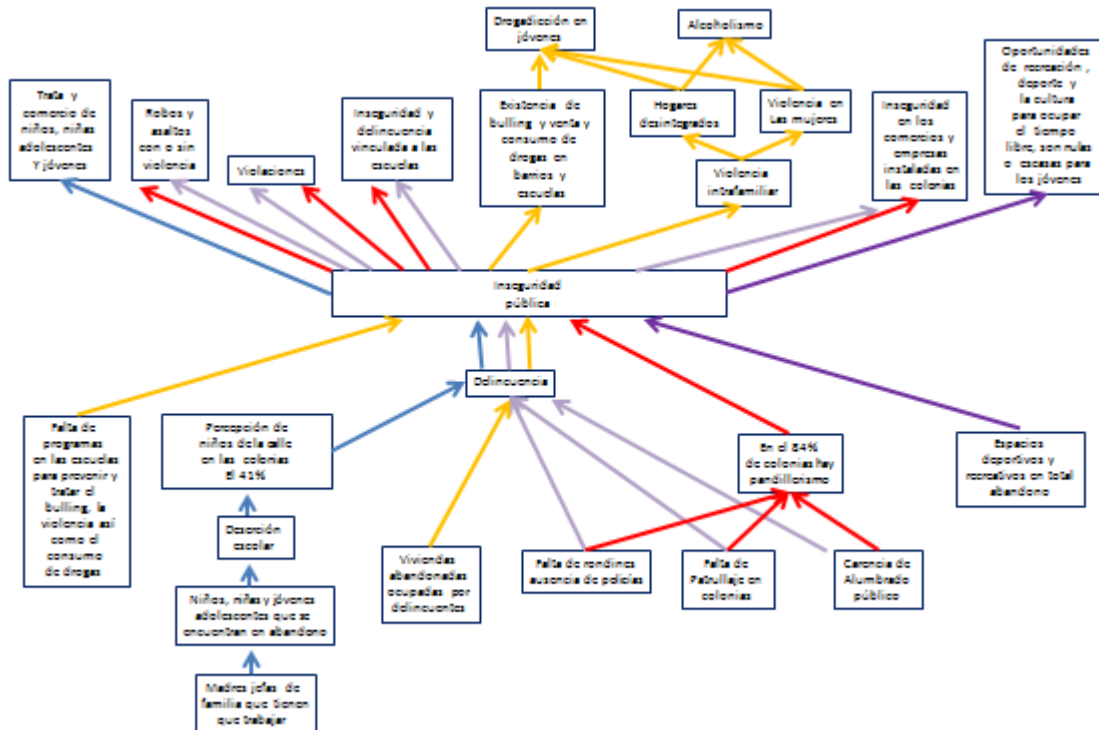 Drogadicción en
jóvenes
Alcoholismo
Trata y
comercio de
niños, niñas
adolescentes
Y jóvenes
Robos y
asaltos
con o sin
violencia
Violaciones
Inseguridad y
delincuencia
vinculada a las
escuelas
Existencia de
bulling y venta y
consumo de
drogas en
barrios y
escuelas
Hogares
desintegrados
Violencia en
Las mujeres
Violencia
intrafamiliar
Inseguridad
en los
comercios y
empresas
instaladas en
las colonias
Oportunidades
de recreación ,
deporte y
la cultura
para ocupar
el tiempo
libre, son nulas
o escasas para
los jóvenes
Inseguridad
pública
Delincuencia
Falta de
programas
en las escuelas
para prevenir y
tratar el
bulling, la
violencia así
como el
consumo
de drogas
Percepción de
niños de la calle
en las colonias
El 41%
Deserción
escolar
Niños, niñas y jóvenes
adolescentes que se
encuentran en abandono
Madres jefas de
familia que tienen
que trabajar
Viviendas
abandonadas
ocupadas por
delincuentes
Falta de rondines
ausencia de policías
Falta de
Patrullaje en
colonias
Carencia de
Alumbrado
público
En el 84%
de colonias hay
pandillerismo
Espacios
deportivos y
recreativos en total
abandono